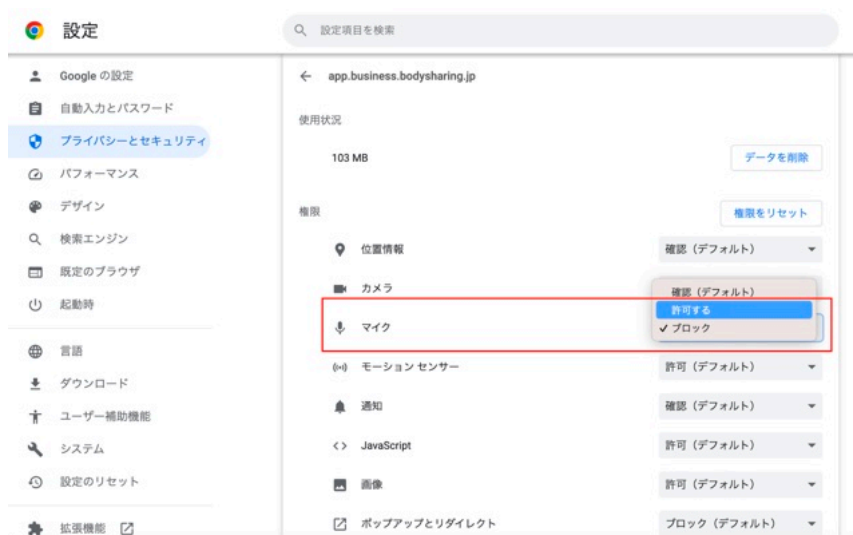 設定
設定項目を検索
Google の設定
自動入力とパスワード
プライバシーとセキュリティ
パフォーマンス
デザイン
検索エンジン
既定のブラウザ
起動時
言語
ダウンロード
ユーザー補助機能
システム
設定のリセット
拡張機能
app.business.bodysharing.jp
使用状況
103 MB データを削除
権限 権限をリセット
位置情報 確認（デフォルト）
カメラ
確認（デフォルト）
許可する
マイク ✓ ブロック
モーション センサー 許可（デフォルト）
通知 確認（デフォルト）
JavaScript 許可（デフォルト）
画像 許可（デフォルト）
ポップアップとリダイレクト ブロック（デフォルト）